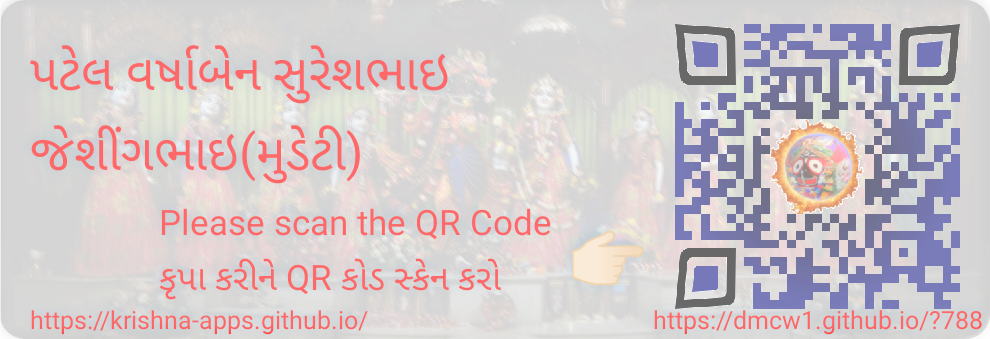 પટેલ વર્ષાબેન સુરેશભાઇ
જેશીંગભાઇ(મુડેટી)
Please scan the QR Code
કૃપા કરીને QR કોડ સ્કેન કરો
https://krishna-apps.github.io/
https://dmcw1.github.io/?788